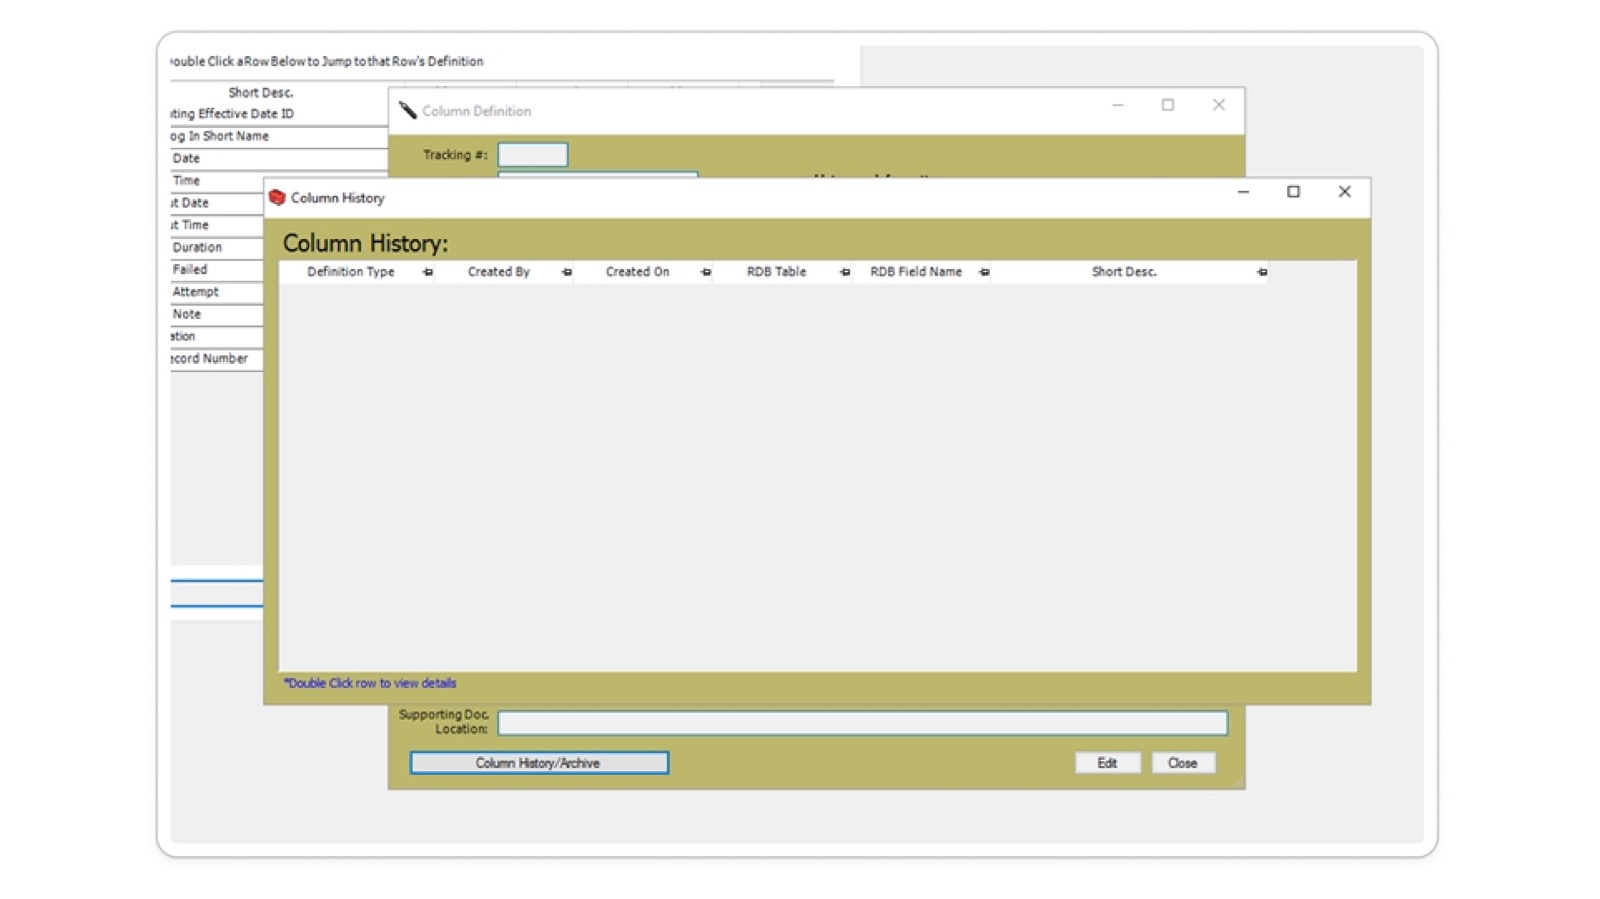 ouble Click a Row Below to Jump to that Row's Definition
Short Desc.
ting Effective Date ID
og In Short Name
Date
Time
ut Date
ut Time
Duration
Failed
Attempt
Note
ation
ecord Number
Column Definition
Tracking #:
Column History
Column History:
Definition Type Created By Created On RDB Table RDB Field Name Short Desc.
*Double Click row to view details
Supporting Doc.
Location:
Column History/Archive Edit Close